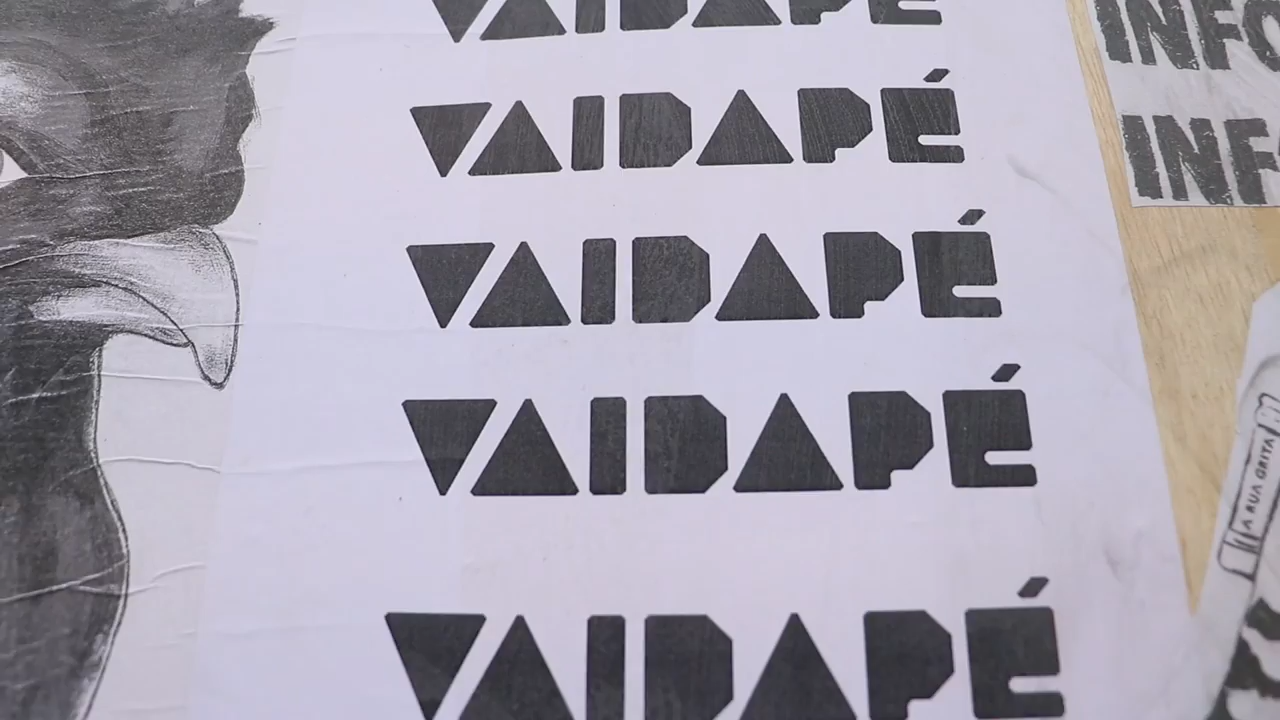 VAIDAPÉ
VAIDAPÉ
VAIDAPÉ
VAIDAPÉ
VAIDAPÉ
INFO
INF
A RUA GRITA